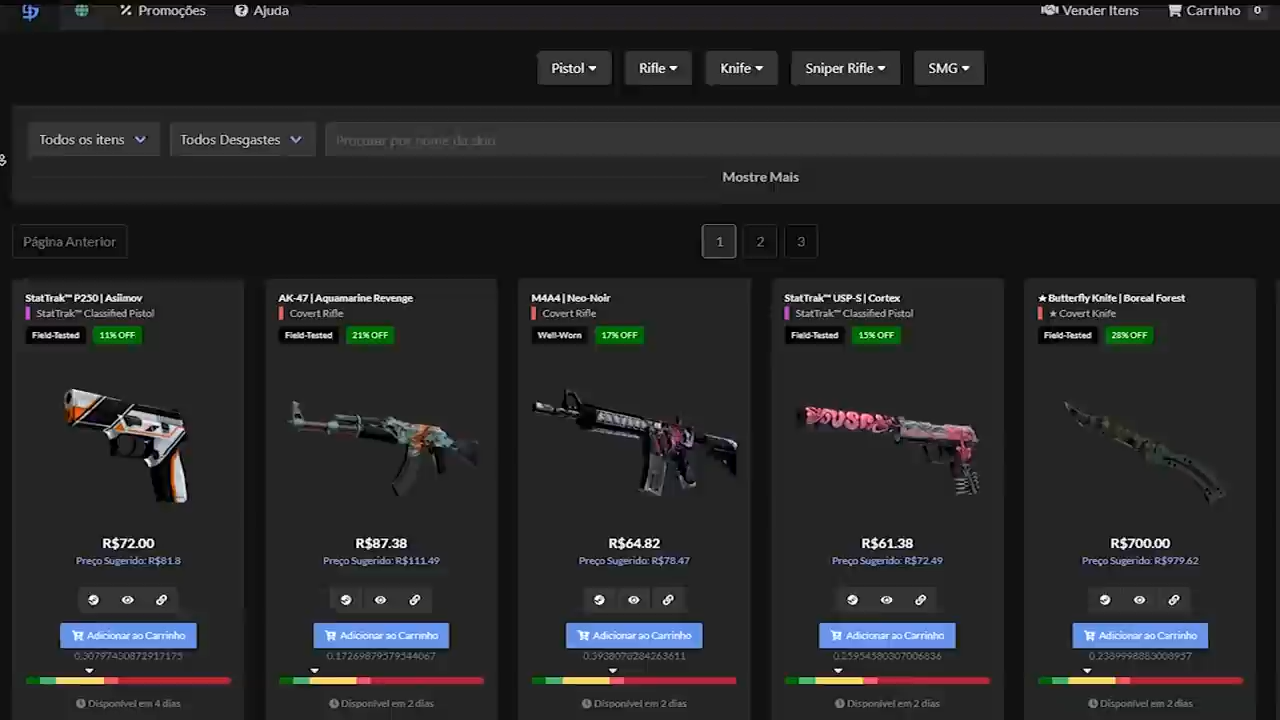 Promoções
Ajuda
Vender Itens
Carrinho 0
Pistol
Rifle
Knife
Sniper Rifle
SMG
Todos os itens
Todos Desgastes
Procurar por nome da skin
Mostre Mais
Página Anterior
1
2
3
StatTrak™ P250 | Asiimov
StatTrak™ Classified Pistol
Field-Tested 11% OFF
R$72.00
Preço Sugerido: R$81.8
Adicionar ao Carrinho
Disponível em 4 dias
AK-47 | Aquamarine Revenge
Covert Rifle
Field-Tested 21% OFF
R$87.38
Preço Sugerido: R$111.49
Adicionar ao Carrinho
Disponível em 2 dias
M4A4 | Neo-Noir
Covert Rifle
Well-Worn 17% OFF
R$64.82
Preço Sugerido: R$78.47
Adicionar ao Carrinho
Disponível em 2 dias
StatTrak™ USP-S | Cortex
StatTrak™ Classified Pistol
Field-Tested 15% OFF
R$61.38
Preço Sugerido: R$72.49
Adicionar ao Carrinho
Disponível em 2 dias
★ Butterfly Knife | Boreal Forest
★ Covert Knife
Field-Tested 28% OFF
R$700.00
Preço Sugerido: R$979.62
Adicionar ao Carrinho
Disponível em 2 dias